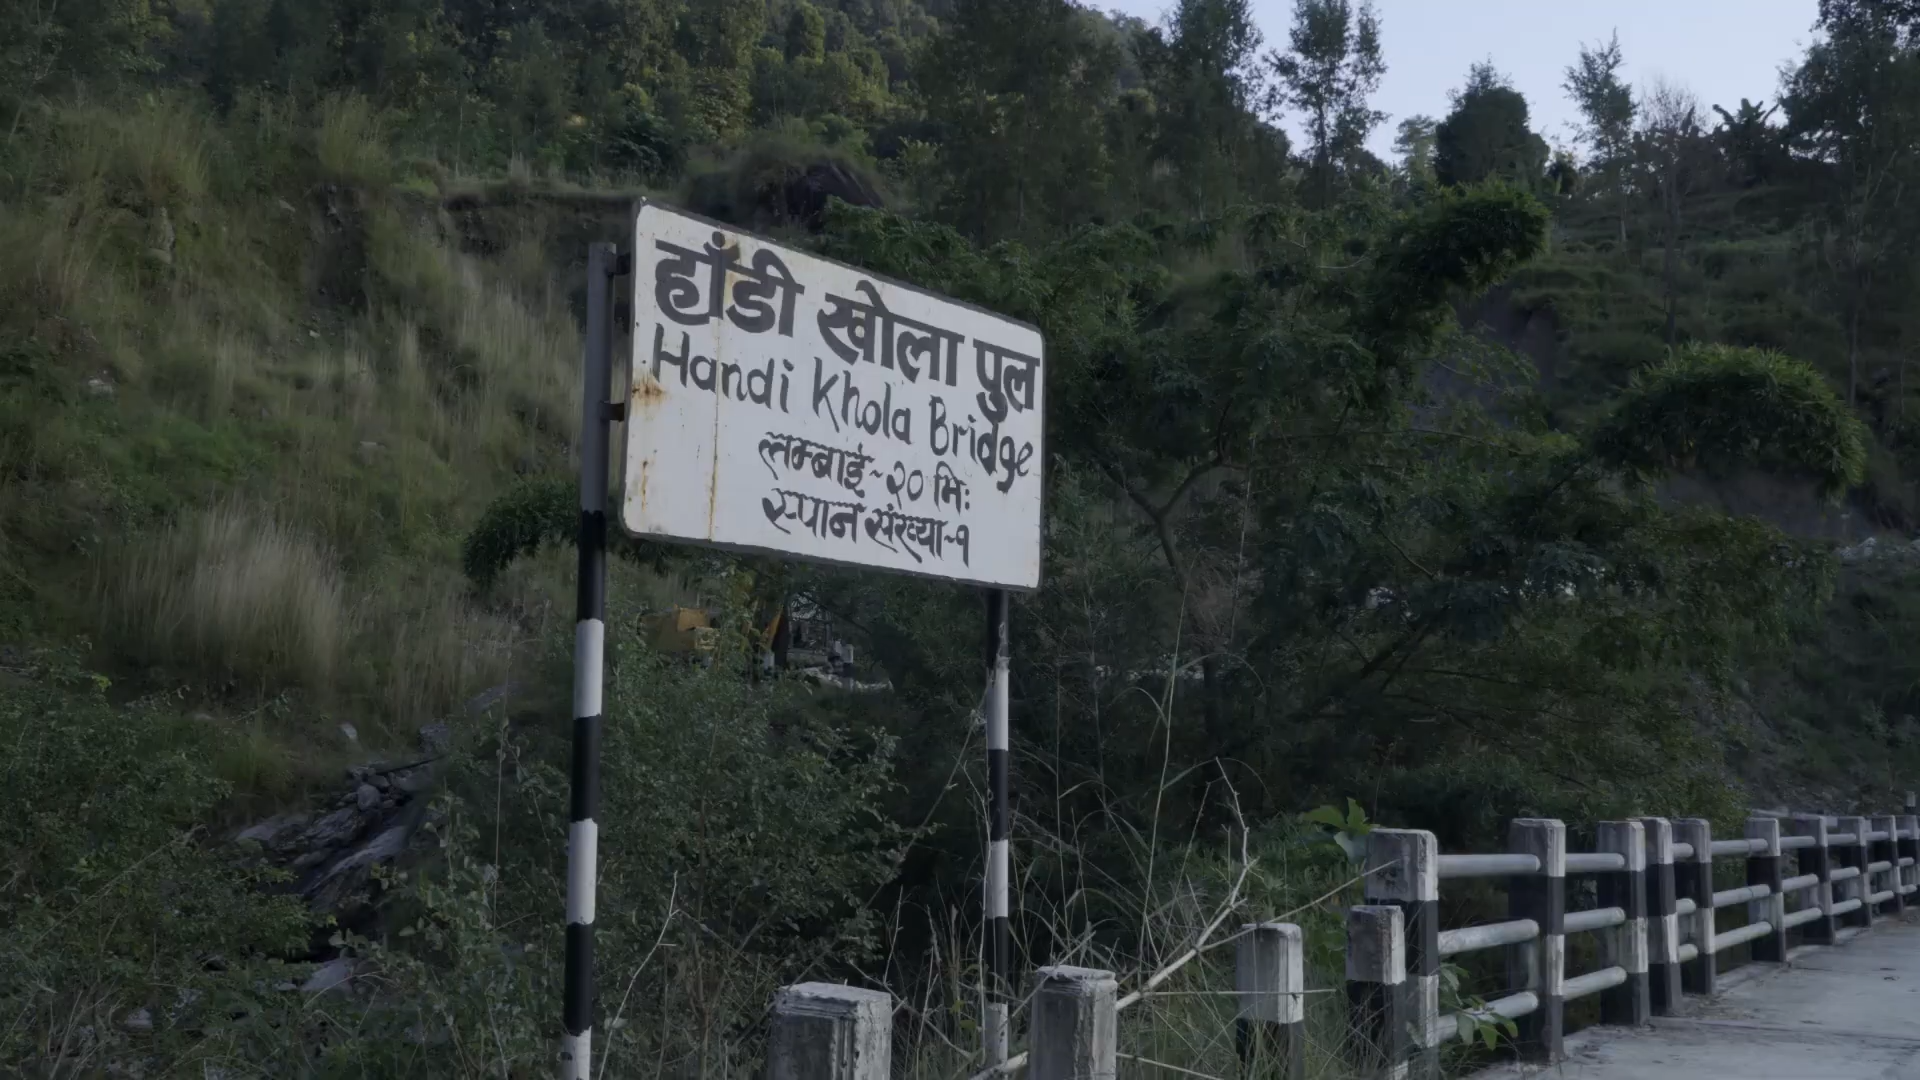 हाँडी खोला पुल
Handi Khola Bridge
लम्बाई~२० मिः
स्पान संख्या~१